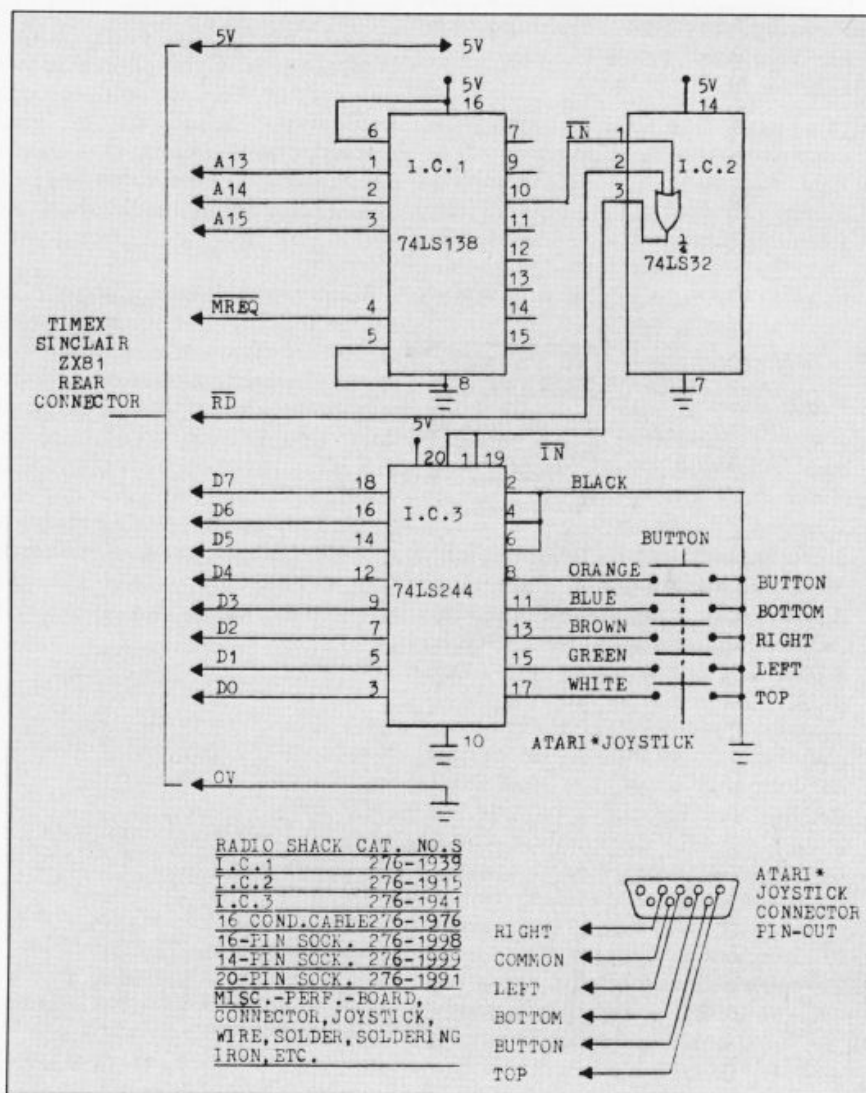 5V
5V
5V
16
6
7
I.C.1
1
9
A13
2
10
A14
3
11
A15
74LS138
12
13
MREQ
4
14
5
15
8
IN
5V
14
1
2
I.C.2
3
¼
74LS32
7
TIMEX
SINCLAIR
ZX81
REAR
CONNECTOR
RD
5V
20
1
19
IN
D7
18
2
BLACK
D6
16
I.C.3
4
D5
14
6
BUTTON
D4
12
74LS244
8
ORANGE
BUTTON
D3
9
11
BLUE
BOTTOM
D2
7
13
BROWN
RIGHT
D1
5
15
GREEN
LEFT
D0
3
17
WHITE
TOP
10
ATARI*JOYSTICK
0V
RADIO SHACK CAT. NO.S
I.C.1 276-1939
I.C.2 276-1915
I.C.3 276-1941
16 COND.CABLE276-1976
16-PIN SOCK. 276-1998
14-PIN SOCK. 276-1999
20-PIN SOCK. 276-1991
MISC.-PERF.-BOARD,
CONNECTOR,JOYSTICK,
WIRE,SOLDER,SOLDERING
IRON,ETC.
ATARI*
JOYSTICK
CONNECTOR
PIN-OUT
RIGHT
COMMON
LEFT
BOTTOM
BUTTON
TOP